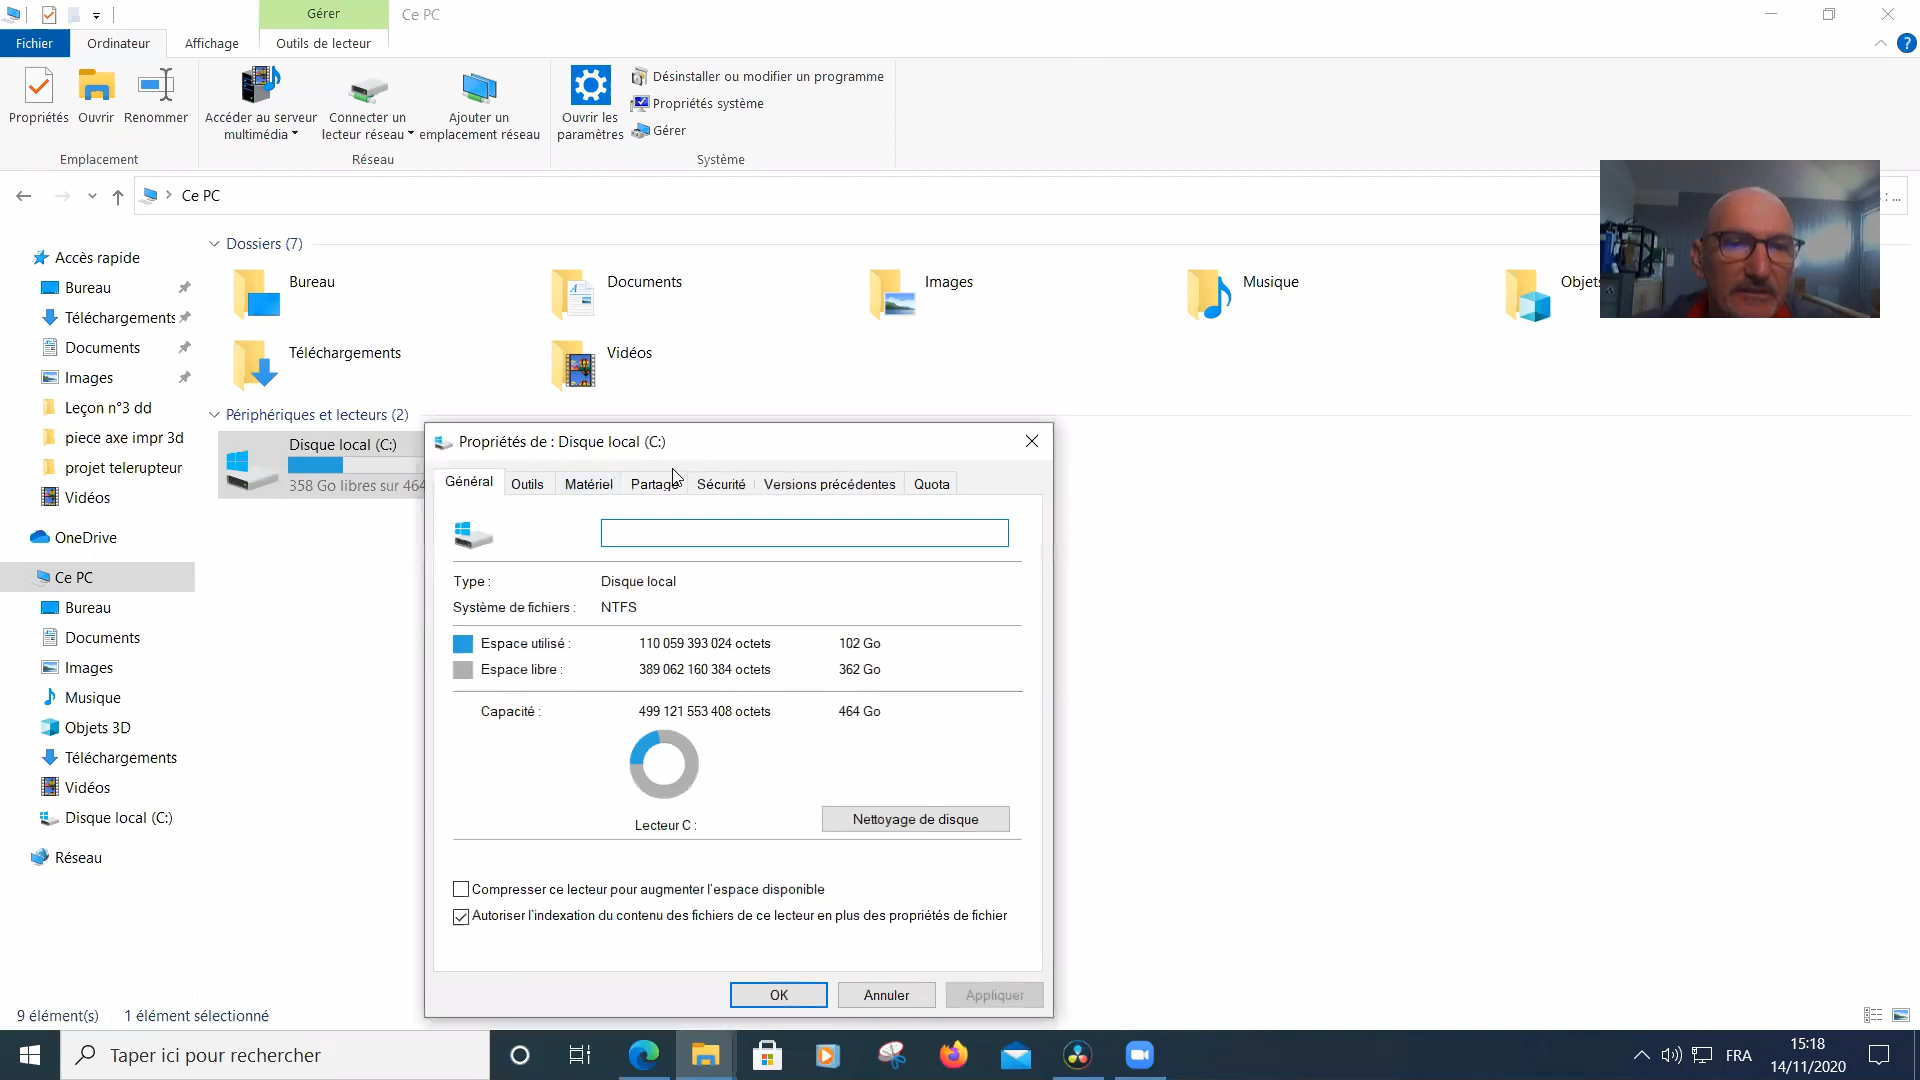 Gérer
Ce PC
Fichier
Ordinateur
Affichage
Outils de lecteur
Propriétés
Ouvrir
Renommer
Accéder au serveur
multimédia
Connecter un
lecteur réseau
Ajouter un
emplacement réseau
Ouvrir les
paramètres
Désinstaller ou modifier un programme
Propriétés système
Gérer
Emplacement
Réseau
Système
Ce PC
: ...
Accès rapide
Bureau
Téléchargements
Documents
Images
Leçon n°3 dd
piece axe impr 3d
projet telerupteur
Vidéos
OneDrive
Ce PC
Bureau
Documents
Images
Musique
Objets 3D
Téléchargements
Vidéos
Disque local (C:)
Réseau
Dossiers (7)
Bureau
Documents
Images
Musique
Objets
Téléchargements
Vidéos
Périphériques et lecteurs (2)
Disque local (C:)
358 Go libres sur 464
Propriétés de : Disque local (C:)
Général
Outils
Matériel
Partage
Sécurité
Versions précédentes
Quota
Type :
Disque local
Système de fichiers :
NTFS
Espace utilisé :
110 059 393 024 octets
102 Go
Espace libre :
389 062 160 384 octets
362 Go
Capacité :
499 121 553 408 octets
464 Go
Lecteur C :
Nettoyage de disque
Compresser ce lecteur pour augmenter l'espace disponible
Autoriser l'indexation du contenu des fichiers de ce lecteur en plus des propriétés de fichier
OK
Annuler
Appliquer
9 élément(s)
1 élément sélectionné
Taper ici pour rechercher
FRA
15:18
14/11/2020